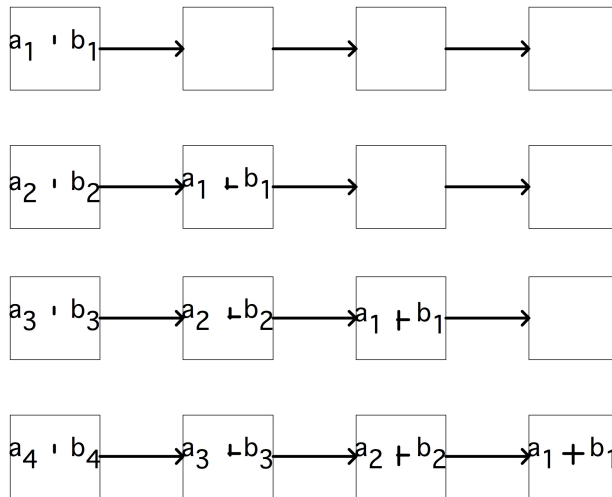 a₁ ╵ b₁
a₂ ╵ b₂ a₁ ┕ b₁
a₃ ╵ b₃ a₂ ┕ b₂ a₁ ├ b₁
a₄ ╵ b₄ a₃ ┕ b₃ a₂ ├ b₂ a₁ + b₁